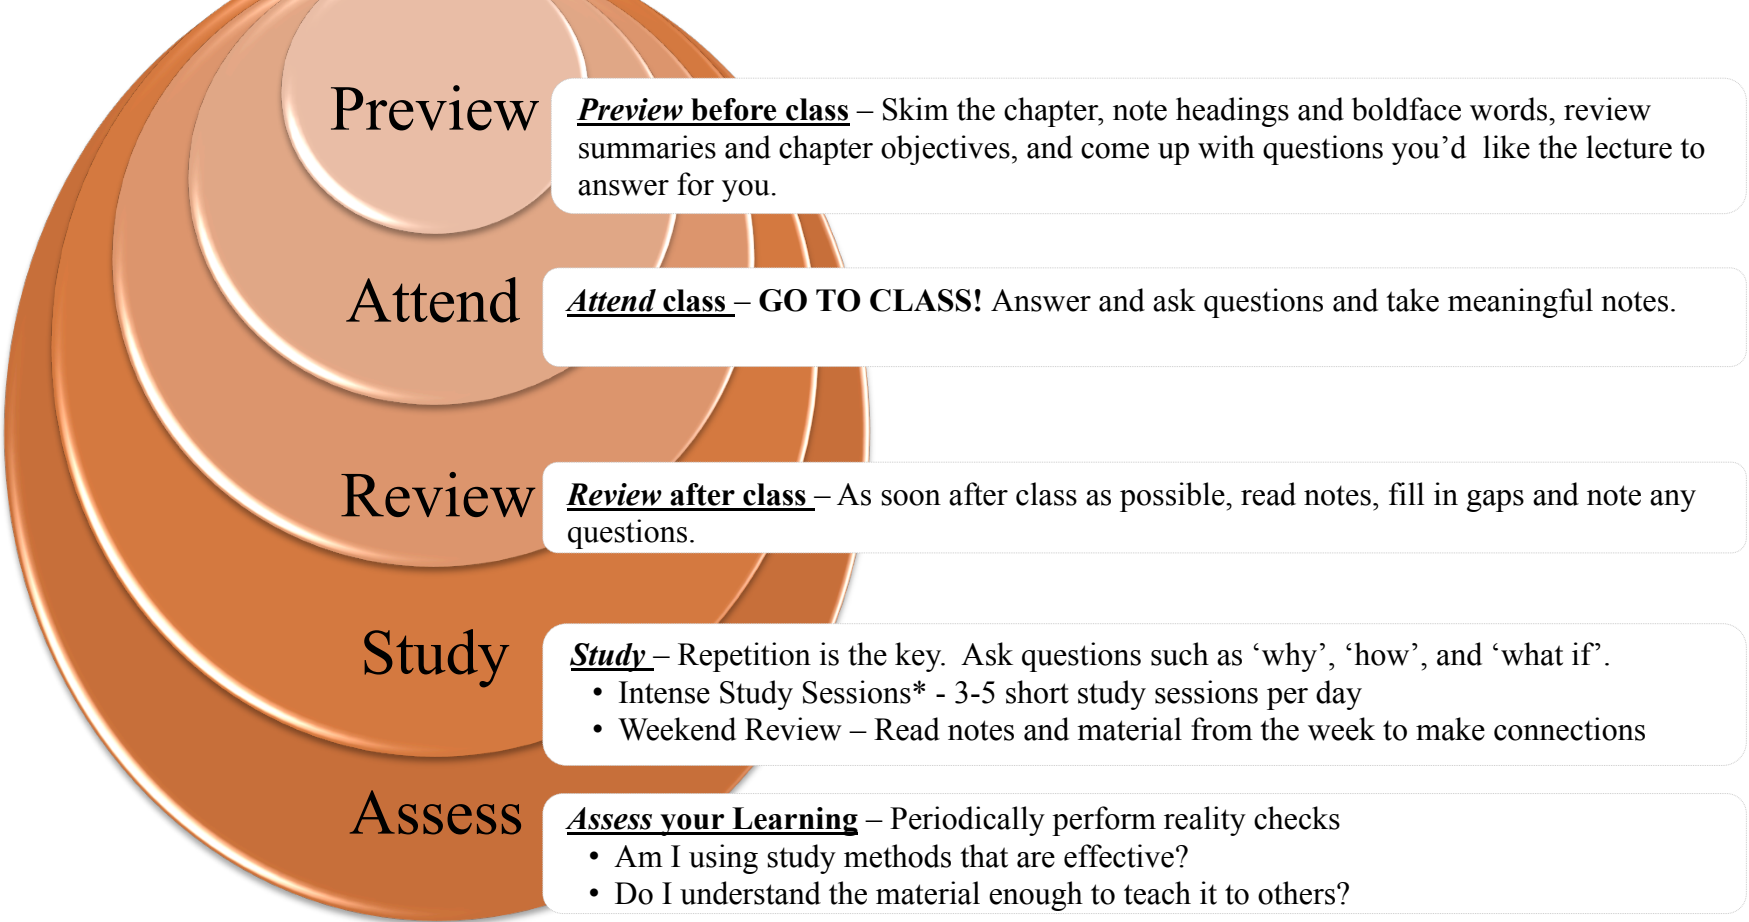 Preview
Preview before class – Skim the chapter, note headings and boldface words, review
summaries and chapter objectives, and come up with questions you’d  like the lecture to
answer for you.
Attend
Attend class – GO TO CLASS! Answer and ask questions and take meaningful notes.
Review
Review after class – As soon after class as possible, read notes, fill in gaps and note any
questions.
Study
Study – Repetition is the key.  Ask questions such as ‘why’, ‘how’, and ‘what if’.
• Intense Study Sessions* - 3-5 short study sessions per day
• Weekend Review – Read notes and material from the week to make connections
Assess
Assess your Learning – Periodically perform reality checks
• Am I using study methods that are effective?
• Do I understand the material enough to teach it to others?